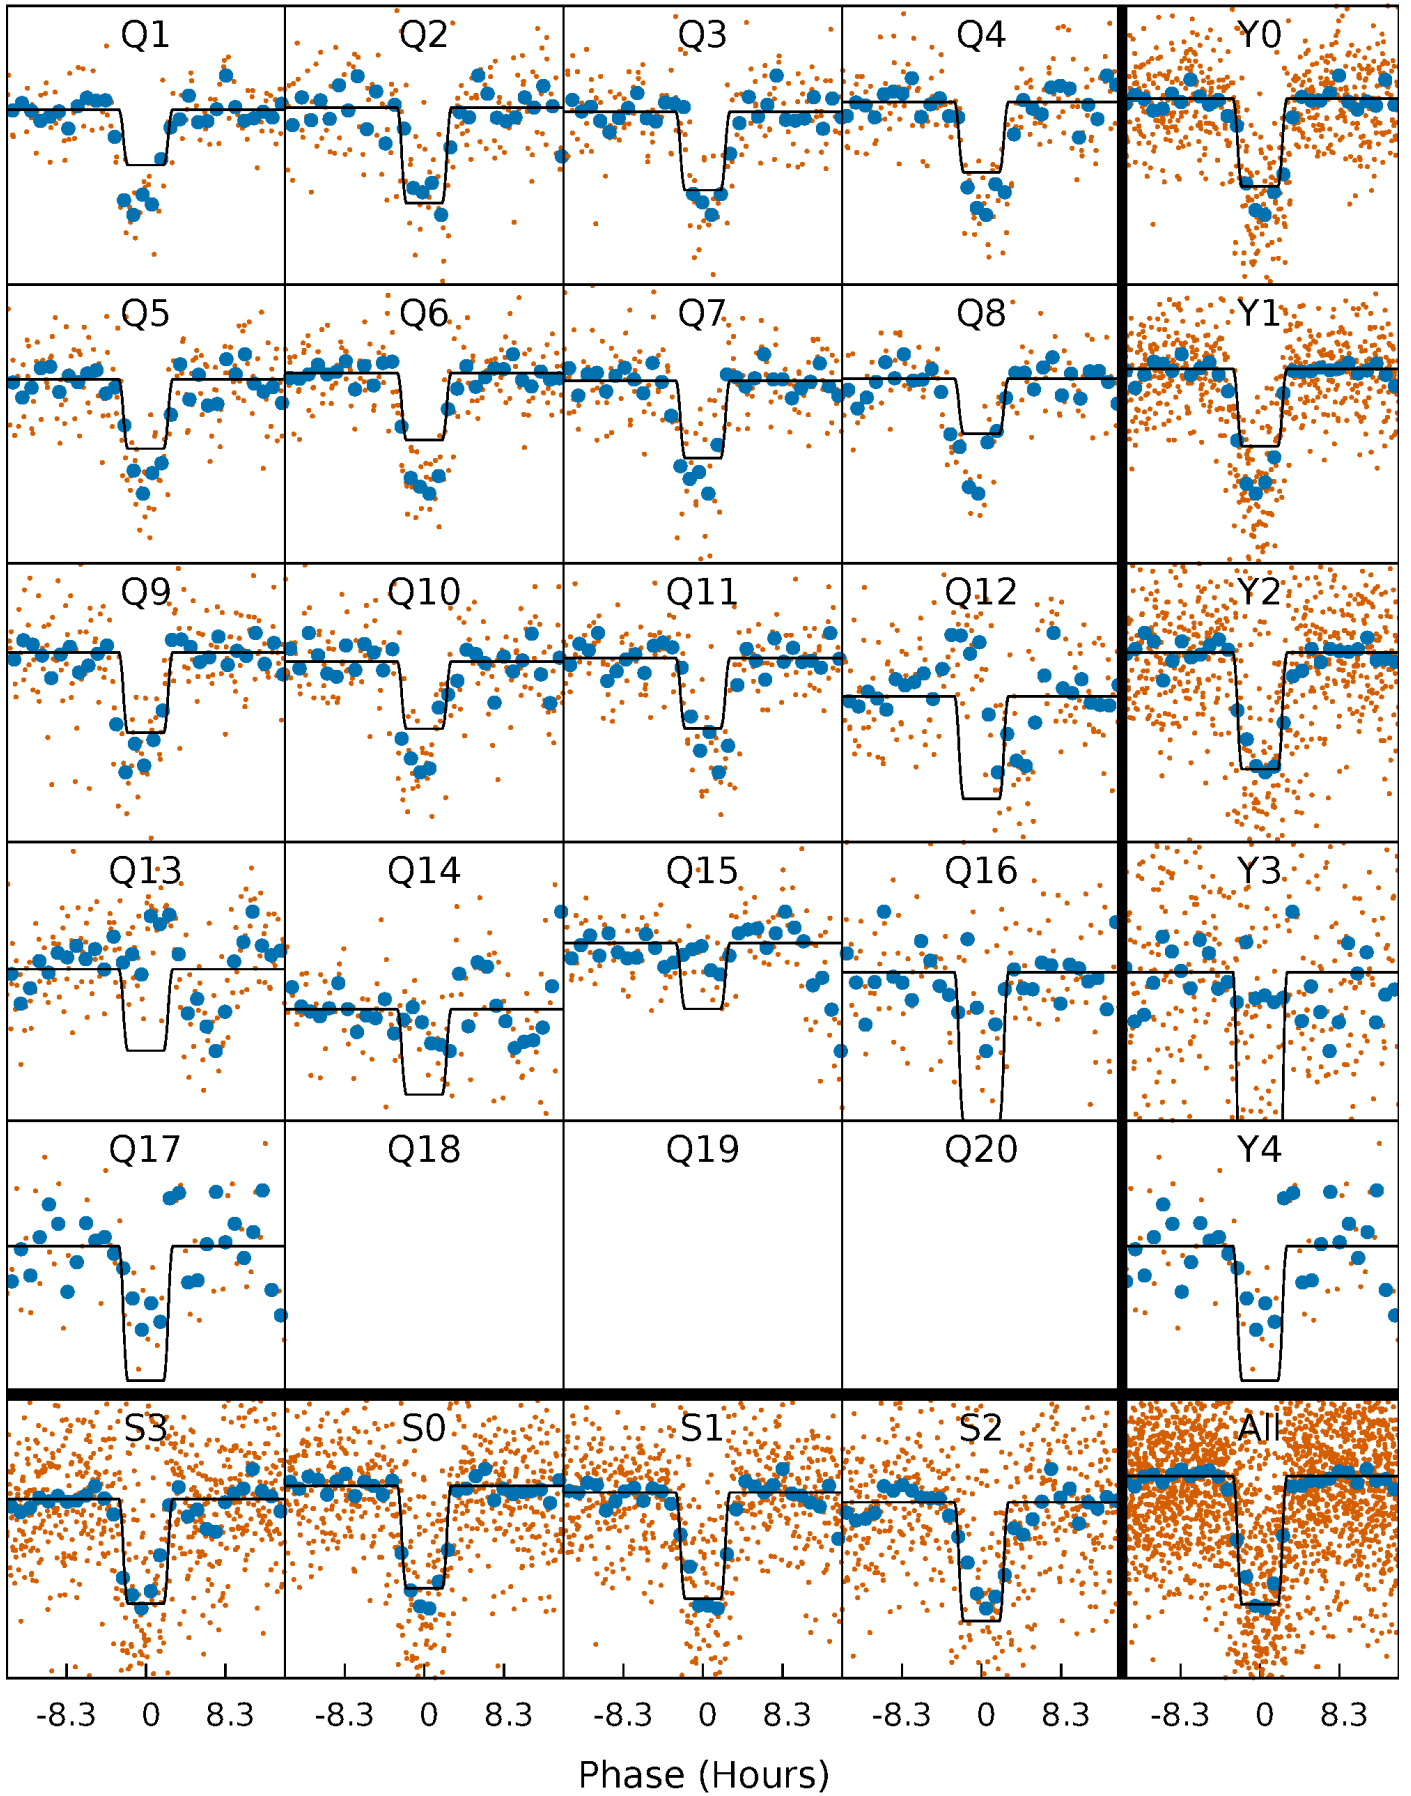 Q1 Q2 Q3 Q4 Y0
Q5 Q6 Q7 Q8 Y1
Q9 Q10 Q11 Q12 Y2
Q13 Q14 Q15 Q16 Y3
Q17 Q18 Q19 Q20 Y4
S3 S0 S1 S2 All
-8.3 0 8.3 -8.3 0 8.3 -8.3 0 8.3 -8.3 0 8.3 -8.3 0 8.3
Phase (Hours)